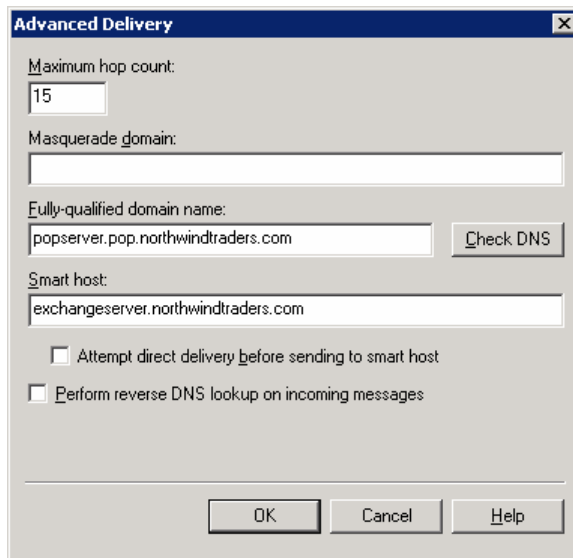 Advanced Delivery
Maximum hop count:
15
Masquerade domain:
Fully-qualified domain name:
popserver.pop.northwindtraders.com
Check DNS
Smart host:
exchangeserver.northwindtraders.com
Attempt direct delivery before sending to smart host
Perform reverse DNS lookup on incoming messages
OK Cancel Help